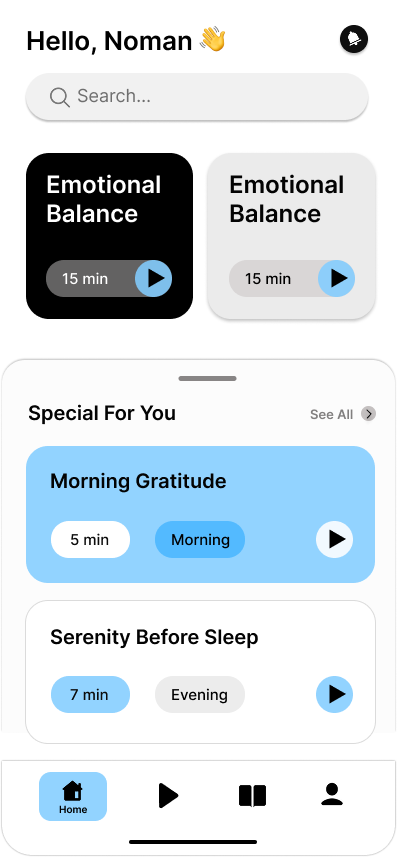 Hello, Noman 👋
Search...
Emotional
Balance
15 min
Emotional
Balance
15 min
Special For You
See All
Morning Gratitude
5 min
Morning
Serenity Before Sleep
7 min
Evening
Home